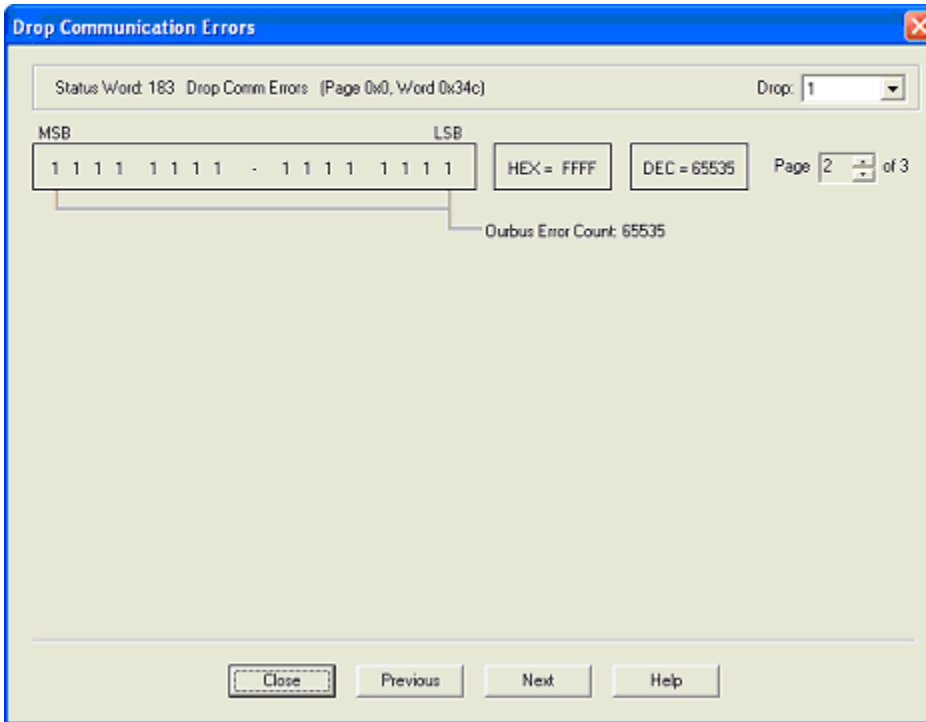 Drop Communication Errors
Status Word: 183 Drop Comm Errors (Page 0x0, Word 0x34c) Drop: 1
MSB LSB
1 1 1 1 1 1 1 1 - 1 1 1 1 1 1 1 1 HEX = FFFF DEC = 65535 Page 2 of 3
Ourbus Error Count: 65535
Close Previous Next Help